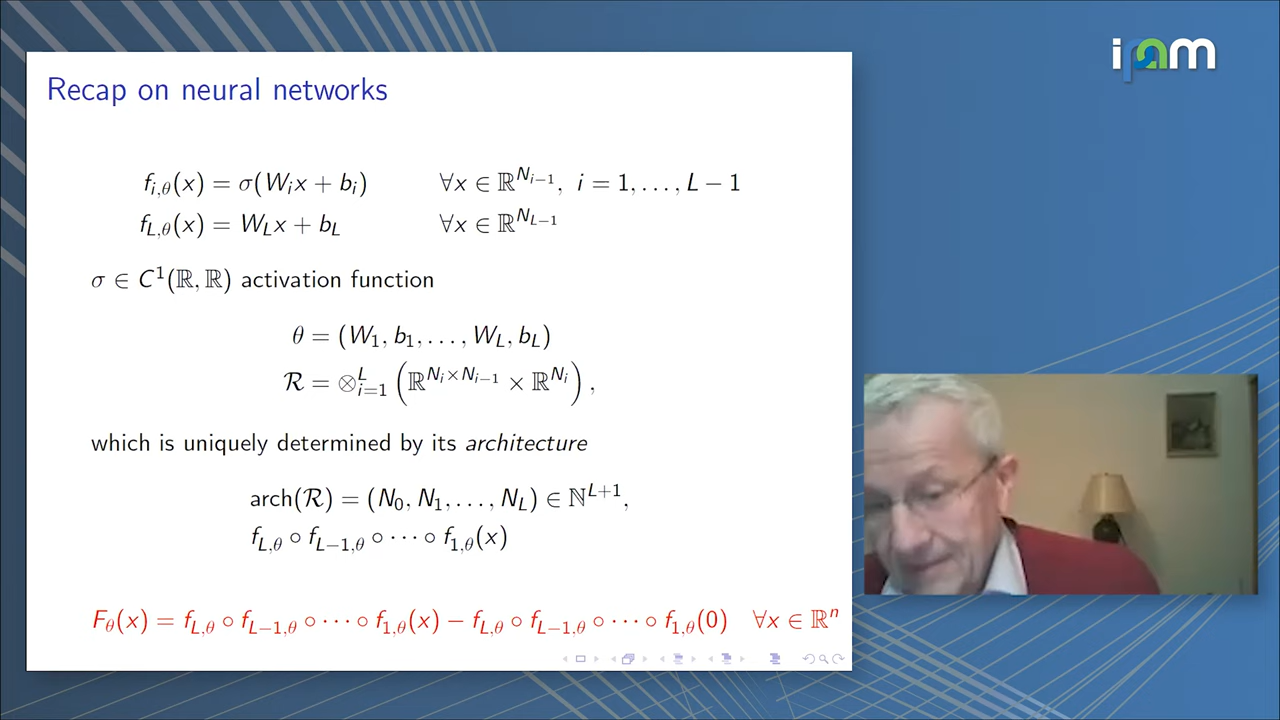 ipam
Recap on neural networks
f_{i,θ}(x) = σ(W_i x + b_i) ∀x ∈ ℝ^{N_{i−1}}, i = 1, . . . , L − 1
f_{L,θ}(x) = W_L x + b_L ∀x ∈ ℝ^{N_{L−1}}
σ ∈ C^1(ℝ, ℝ) activation function
θ = (W_1, b_1, . . . , W_L, b_L)
ℛ = ⊗_{i=1}^{L} (ℝ^{N_i×N_{i−1}} × ℝ^{N_i}) ,
which is uniquely determined by its architecture
arch(ℛ) = (N_0, N_1, . . . , N_L) ∈ ℕ^{L+1},
f_{L,θ} ∘ f_{L−1,θ} ∘ · · · ∘ f_{1,θ}(x)
F_θ(x) = f_{L,θ} ∘ f_{L−1,θ} ∘ · · · ∘ f_{1,θ}(x) − f_{L,θ} ∘ f_{L−1,θ} ∘ · · · ∘ f_{1,θ}(0) ∀x ∈ ℝ^n